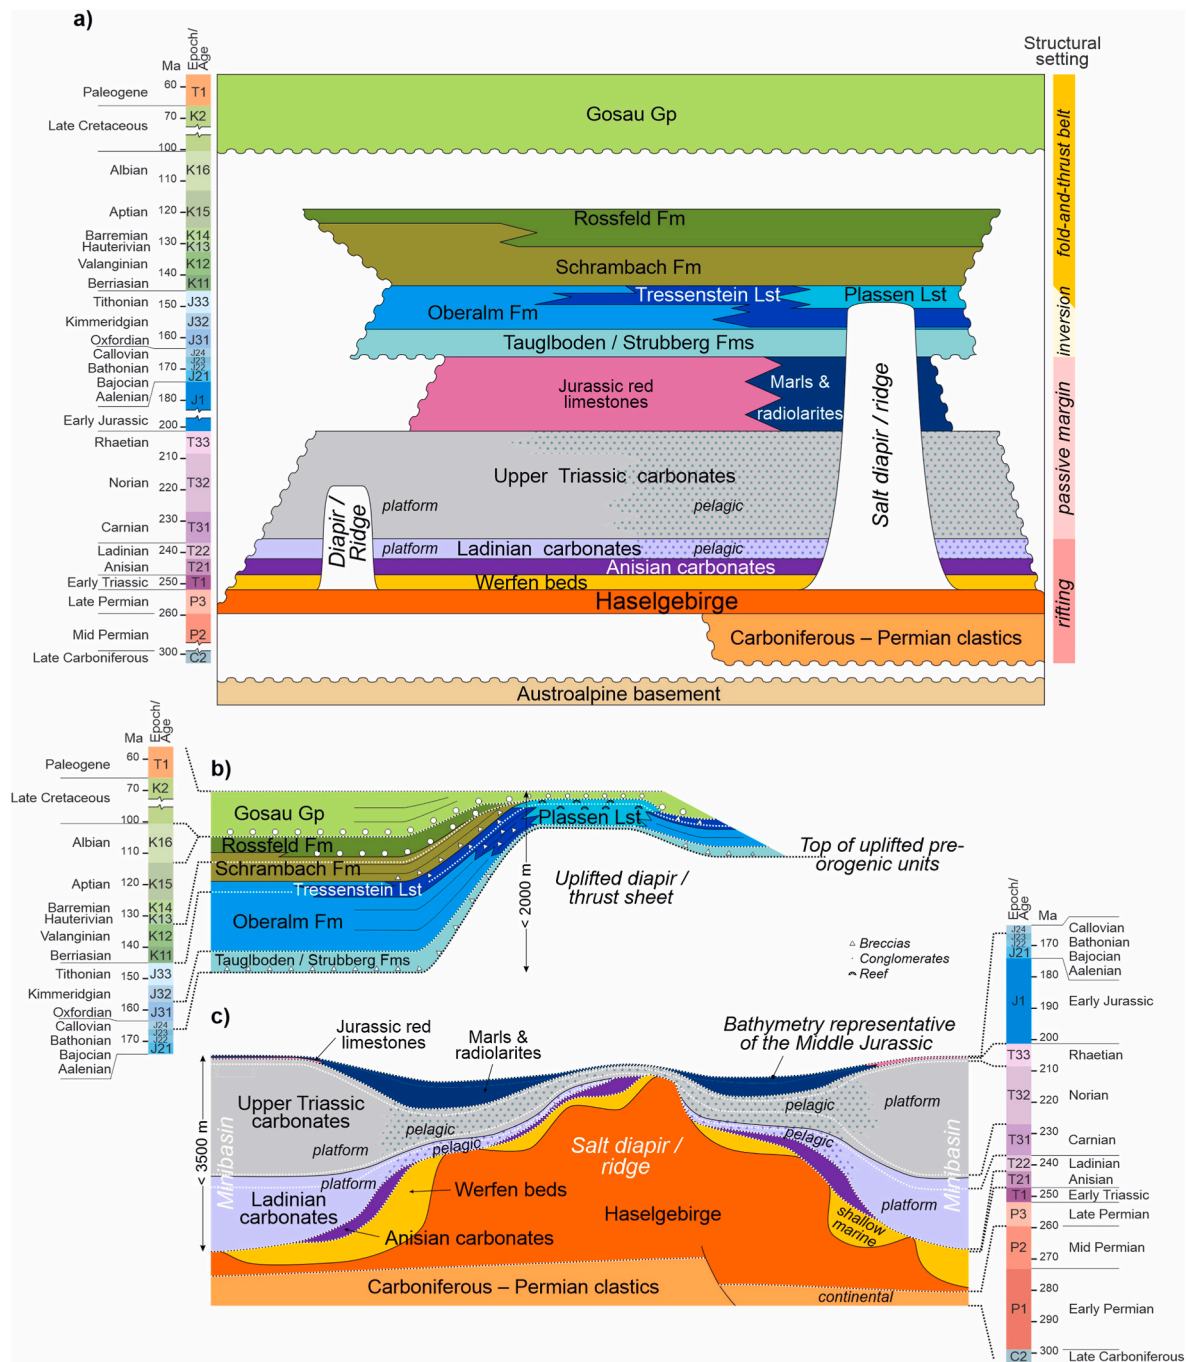 a)
Structural
setting
Ma
Epoch/
Age
Paleogene
Late Cretaceous
Albian
Aptian
Barremian
Hauterivian
Valanginian
Berriasian
Tithonian
Kimmeridgian
Oxfordian
Callovian
Bathonian
Bajocian
Aalenian
Early Jurassic
Rhaetian
Norian
Carnian
Ladinian
Anisian
Early Triassic
Late Permian
Mid Permian
Late Carboniferous
60
70
100
110
120
130
140
150
160
170
180
200
210
220
230
240
250
260
300
T1
K2
K16
K15
K14
K13
K12
K11
J33
J32
J31
J24
J23
J22
J21
J1
T33
T32
T31
T22
T21
T1
P3
P2
C2
Gosau Gp
Rossfeld Fm
Schrambach Fm
Tressenstein Lst
Plassen Lst
Oberalm Fm
Tauglboden / Strubberg Fms
Jurassic red
limestones
Marls &
radiolarites
Upper Triassic carbonates
platform
pelagic
Diapir /
Ridge
Salt diapir / ridge
platform
Ladinian carbonates
pelagic
Anisian carbonates
Werfen beds
Haselgebirge
Carboniferous – Permian clastics
Austroalpine basement
fold-and-thrust belt
inversion
passive margin
rifting
b)
Ma
Epoch/
Age
Paleogene
Late Cretaceous
Albian
Aptian
Barremian
Hauterivian
Valanginian
Berriasian
Tithonian
Kimmeridgian
Oxfordian
Callovian
Bathonian
Bajocian
Aalenian
60
70
100
110
120
130
140
150
160
170
T1
K2
K16
K15
K14
K13
K12
K11
J33
J32
J31
J24
J23
J22
J21
Gosau Gp
Rossfeld Fm
Schrambach Fm
Tressenstein Lst
Oberalm Fm
Tauglboden / Strubberg Fms
Plassen Lst
< 2000 m
Uplifted diapir /
thrust sheet
Top of uplifted pre-
orogenic units
Breccias
Conglomerates
Reef
c)
Jurassic red
limestones
Marls &
radiolarites
Bathymetry representative
of the Middle Jurassic
< 3500 m
Minibasin
Upper Triassic
carbonates
platform
pelagic
pelagic
platform
Ladinian
carbonates
Werfen beds
Anisian carbonates
Salt diapir /
ridge
Haselgebirge
pelagic
platform
pelagic
platform
shallow
marine
Minibasin
Carboniferous – Permian clastics
continental
Epoch/
Age
Ma
J24
J23
J22
J21
J1
T33
T32
T31
T22
T21
T1
P3
P2
P1
C2
170
180
190
200
210
220
230
240
250
260
270
280
290
300
Callovian
Bathonian
Bajocian
Aalenian
Early Jurassic
Rhaetian
Norian
Carnian
Ladinian
Anisian
Early Triassic
Late Permian
Mid Permian
Early Permian
Late Carboniferous